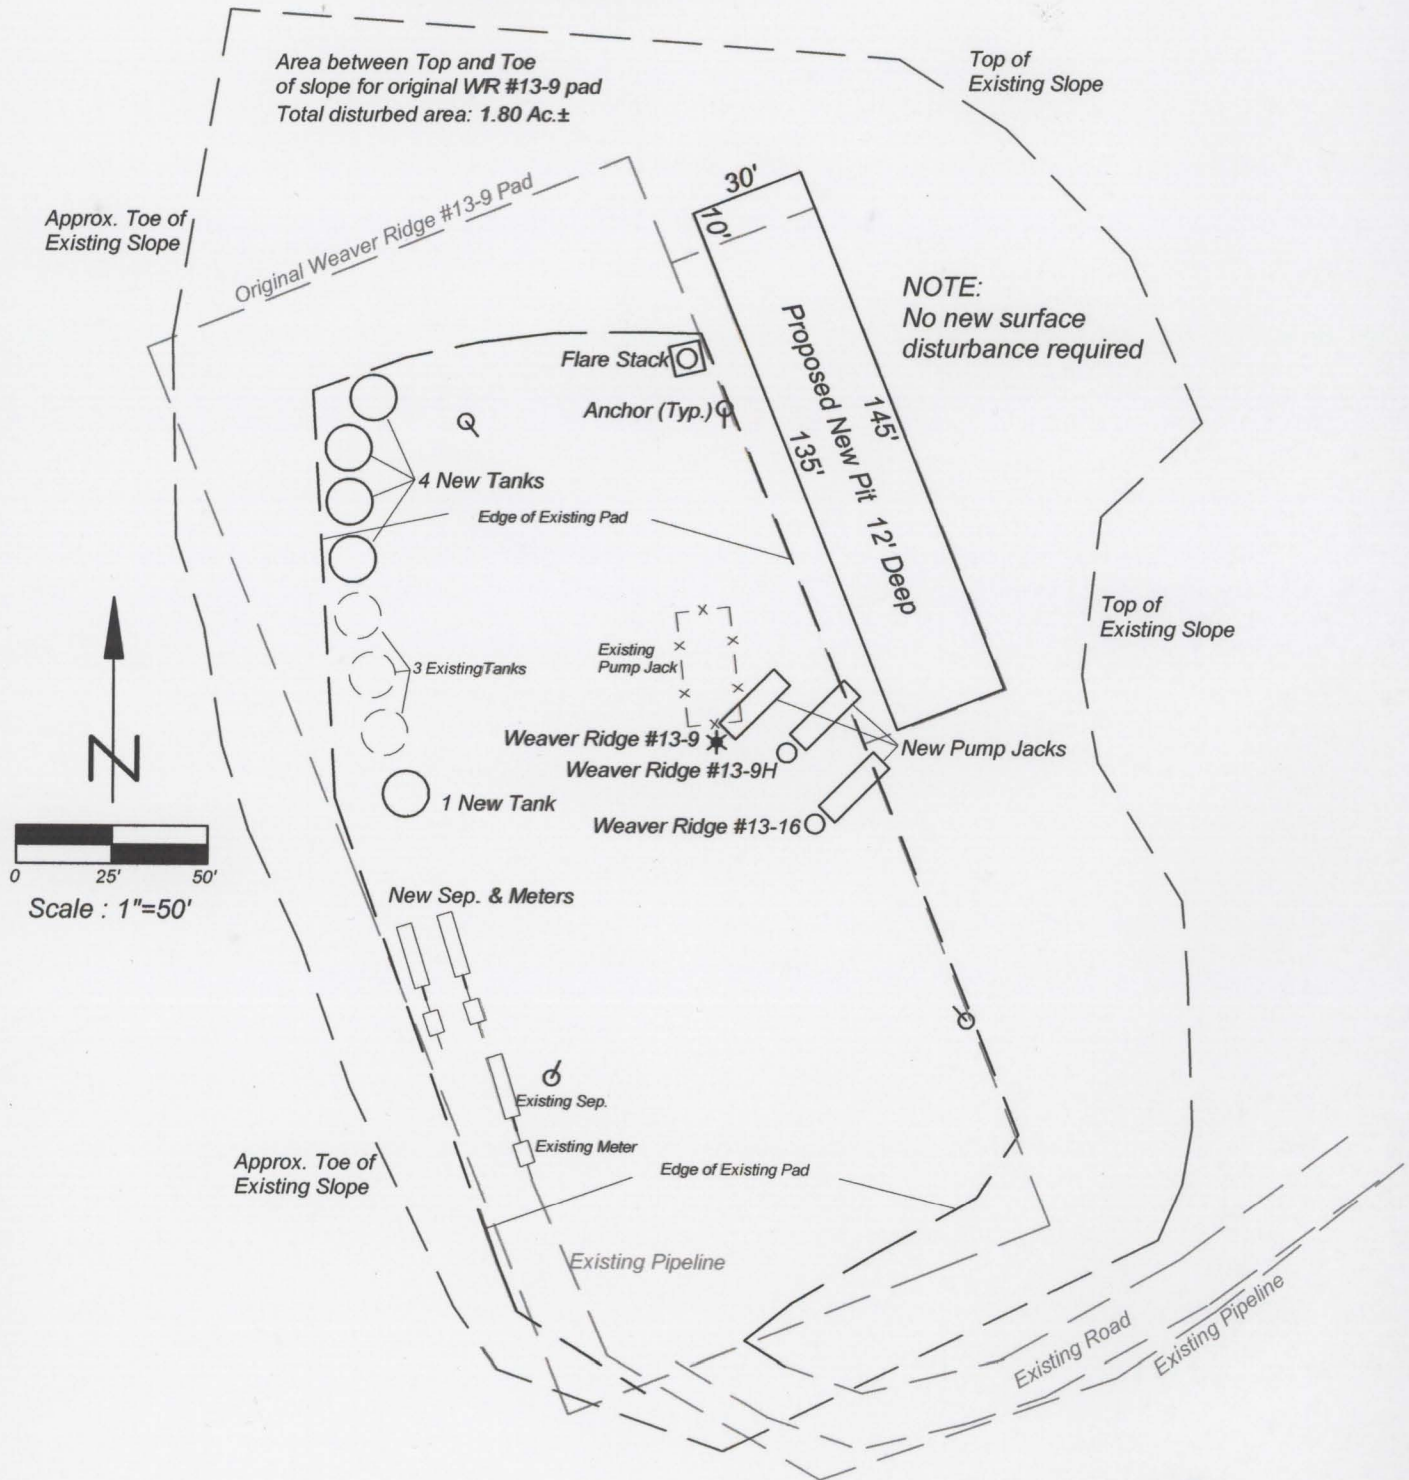 Area between Top and Toe
of slope for original WR #13-9 pad
Total disturbed area: 1.80 Ac.±
Top of
Existing Slope
Approx. Toe of
Existing Slope
Original Weaver Ridge #13-9 Pad
30'
10'
NOTE:
No new surface
disturbance required
Proposed New Pit 12' Deep
145'
135'
Flare Stack
Anchor (Typ.)
4 New Tanks
Edge of Existing Pad
Existing
Pump Jack
3 ExistingTanks
Top of
Existing Slope
Weaver Ridge #13-9
Weaver Ridge #13-9H
New Pump Jacks
Weaver Ridge #13-16
1 New Tank
N
0 25' 50'
Scale : 1"=50'
New Sep. & Meters
Existing Sep.
Existing Meter
Approx. Toe of
Existing Slope
Edge of Existing Pad
Existing Pipeline
Existing Road
Existing Pipeline